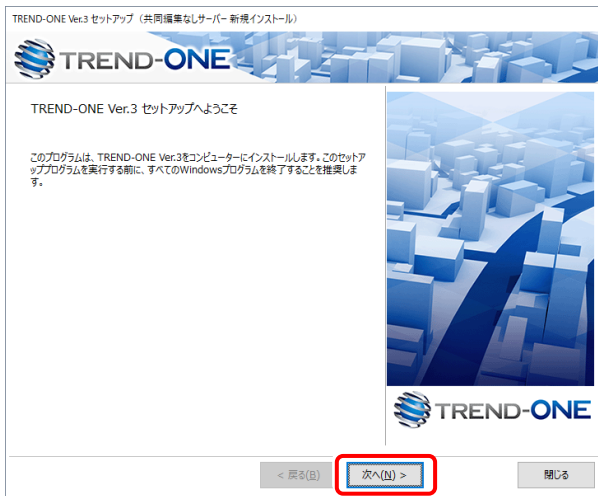 TREND-ONE Ver.3 セットアップ（共同編集なしサーバー 新規インストール）
TREND-ONE
TREND-ONE Ver.3 セットアップへようこそ
このプログラムは、TREND-ONE Ver.3をコンピューターにインストールします。このセットア
ッププログラムを実行する前に、すべてのWindowsプログラムを終了することを推奨しま
す。
TREND-ONE
< 戻る(B)
次へ(N) >
閉じる